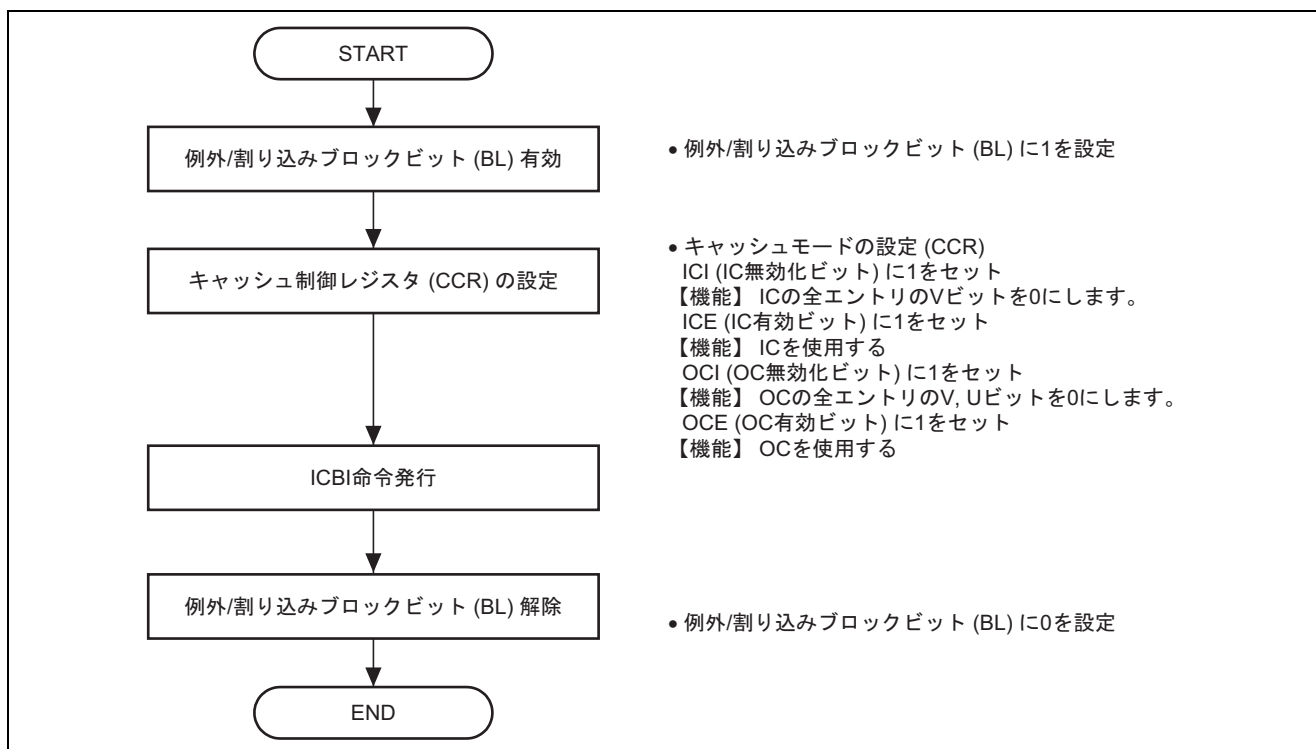 START
例外/割り込みブロックビット (BL) 有効
• 例外/割り込みブロックビット (BL) に1を設定
キャッシュ制御レジスタ (CCR) の設定
• キャッシュモードの設定 (CCR)
ICI (IC無効化ビット) に1をセット
【機能】 ICの全エントリのVビットを0にします。
ICE (IC有効ビット) に1をセット
【機能】 ICを使用する
OCI (OC無効化ビット) に1をセット
【機能】 OCの全エントリのV, Uビットを0にします。
OCE (OC有効ビット) に1をセット
【機能】 OCを使用する
ICBI命令発行
例外/割り込みブロックビット (BL) 解除
• 例外/割り込みブロックビット (BL) に0を設定
END